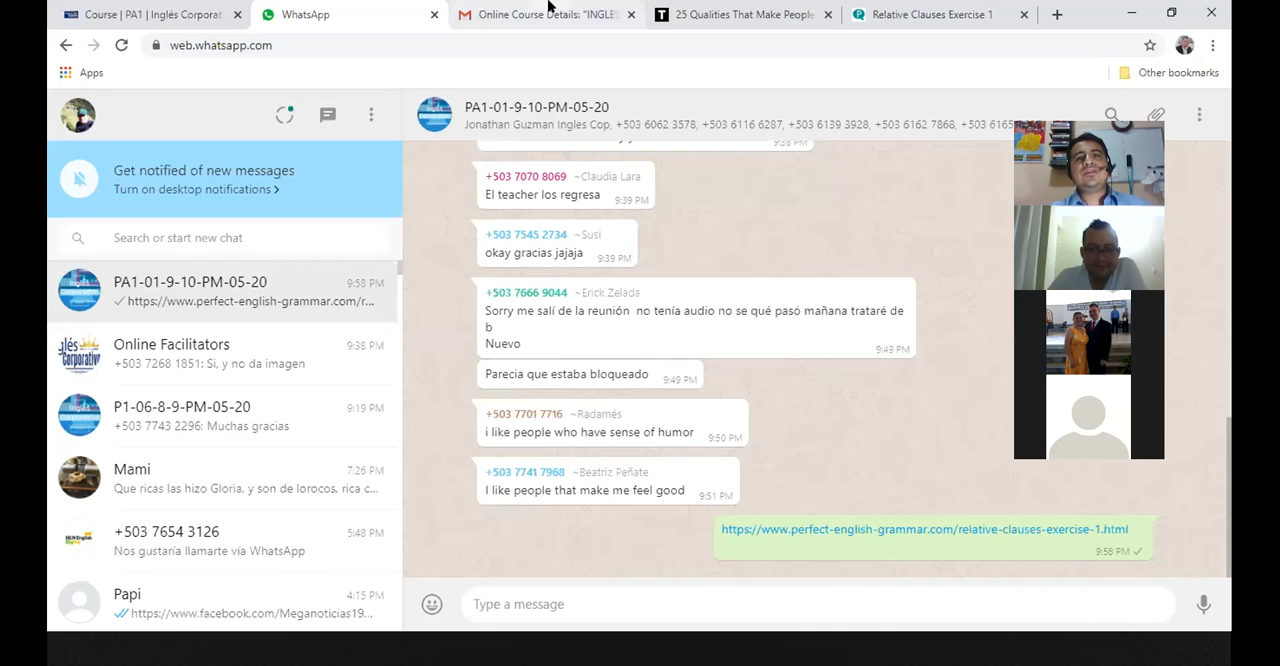 Course | PA1 | Inglés Corporat
WhatsApp
Online Course Details: "INGLES
25 Qualities That Make People
Relative Clauses Exercise 1
web.whatsapp.com
Apps
Other bookmarks
PA1-01-9-10-PM-05-20
Jonathan Guzman Ingles Cop, +503 6062 3578, +503 6116 6287, +503 6139 3928, +503 6162 7868, +503 6165
Get notified of new messages
Turn on desktop notifications >
Search or start new chat
PA1-01-9-10-PM-05-20
9:58 PM
https://www.perfect-english-grammar.com/r...
Online Facilitators
9:38 PM
+503 7268 1851: Si, y no da imagen
P1-06-8-9-PM-05-20
9:19 PM
+503 7743 2296: Muchas gracias
Mami
7:26 PM
Que ricas las hizo Gloria, y son de lorocos, rica c...
+503 7654 3126
5:48 PM
Nos gustaría llamarte vía WhatsApp
Papi
4:15 PM
https://www.facebook.com/Meganoticias19...
9:38 PM
+503 7070 8069 ~Claudia Lara
El teacher los regresa
9:39 PM
+503 7545 2734 ~Susi
okay gracias jajaja
9:39 PM
+503 7666 9044 ~Erick Zelada
Sorry me salí de la reunión no tenía audio no se qué pasó mañana trataré de
b
Nuevo
9:49 PM
Parecia que estaba bloqueado
9:49 PM
+503 7701 7716 ~Radamés
i like people who have sense of humor
9:50 PM
+503 7741 7968 ~Beatriz Peñate
I like people that make me feel good
9:51 PM
https://www.perfect-english-grammar.com/relative-clauses-exercise-1.html
9:58 PM
Type a message